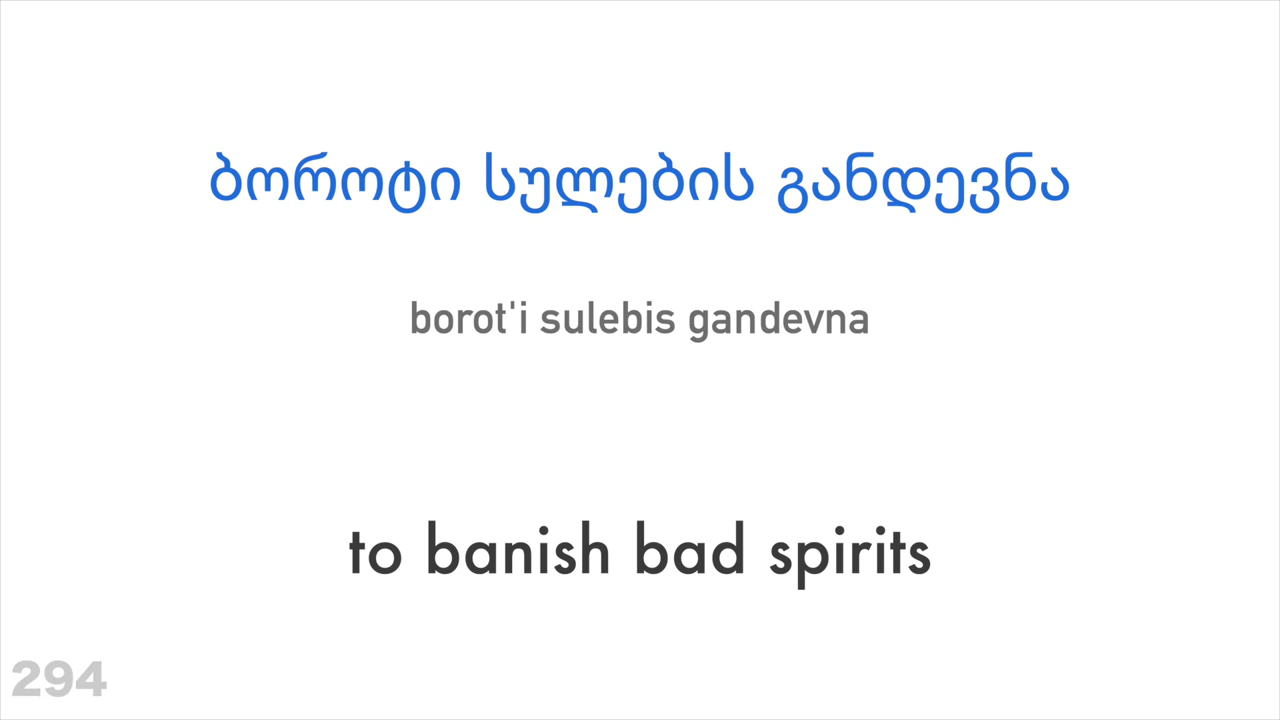 ბოროტი სულების განდევნა
borot'i sulebis gandevna
to banish bad spirits
294